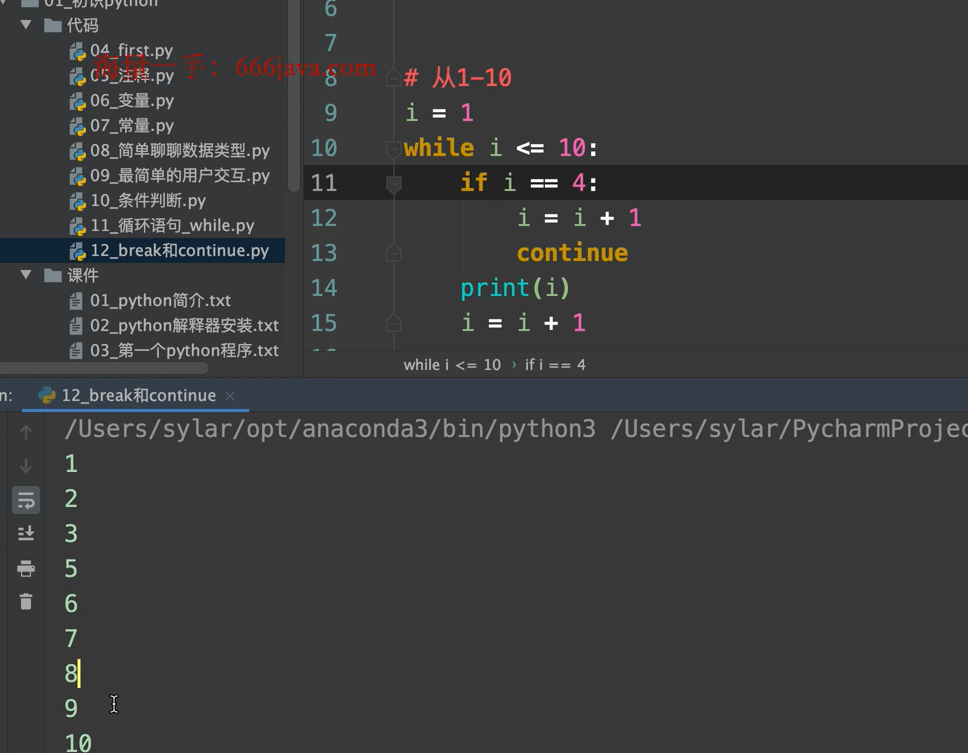 01_初识python
代码
04_first.py
05_注释.py
06_变量.py
07_常量.py
08_简单聊聊数据类型.py
09_最简单的用户交互.py
10_条件判断.py
11_循环语句_while.py
12_break和continue.py
课件
01_python简介.txt
02_python解释器安装.txt
03_第一个python程序.txt
一手：666java.com
6
7
8 # 从1-10
9 i = 1
10 while i <= 10:
11 if i == 4:
12 i = i + 1
13 continue
14 print(i)
15 i = i + 1
while i <= 10 › if i == 4
n: 12_break和continue ×
/Users/sylar/opt/anaconda3/bin/python3 /Users/sylar/PycharmProjec
1
2
3
5
6
7
8
9
10